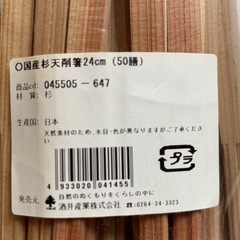 ○国産杉天削箸24cm (50膳)
商品cd: 045505-647
材 質: 杉
生産国: 日本
天然素材のため、木目・色が異なりますがご了承ください
プラ
4 933020 041455
自然のぬくもりをくらしの中に
発売元 酒井産業株式会社 ☎0264-34-3323